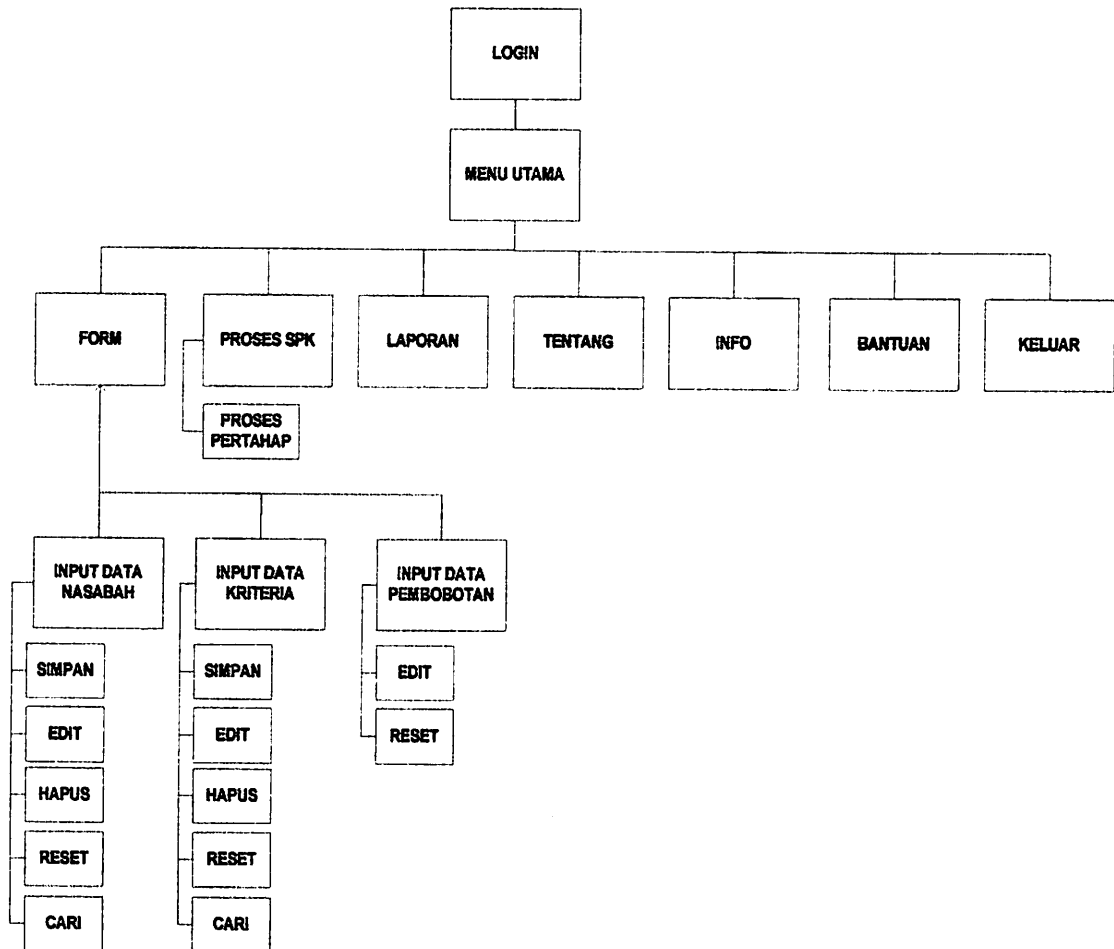 LOGIN
MENU UTAMA
FORM
PROSES SPK
LAPORAN
TENTANG
INFO
BANTUAN
KELUAR
PROSES
PERTAHAP
INPUT DATA
NASABAH
INPUT DATA
KRITERIA
INPUT DATA
PEMBOBOTAN
SIMPAN
EDIT
HAPUS
RESET
CARI
SIMPAN
EDIT
HAPUS
RESET
CARI
EDIT
RESET